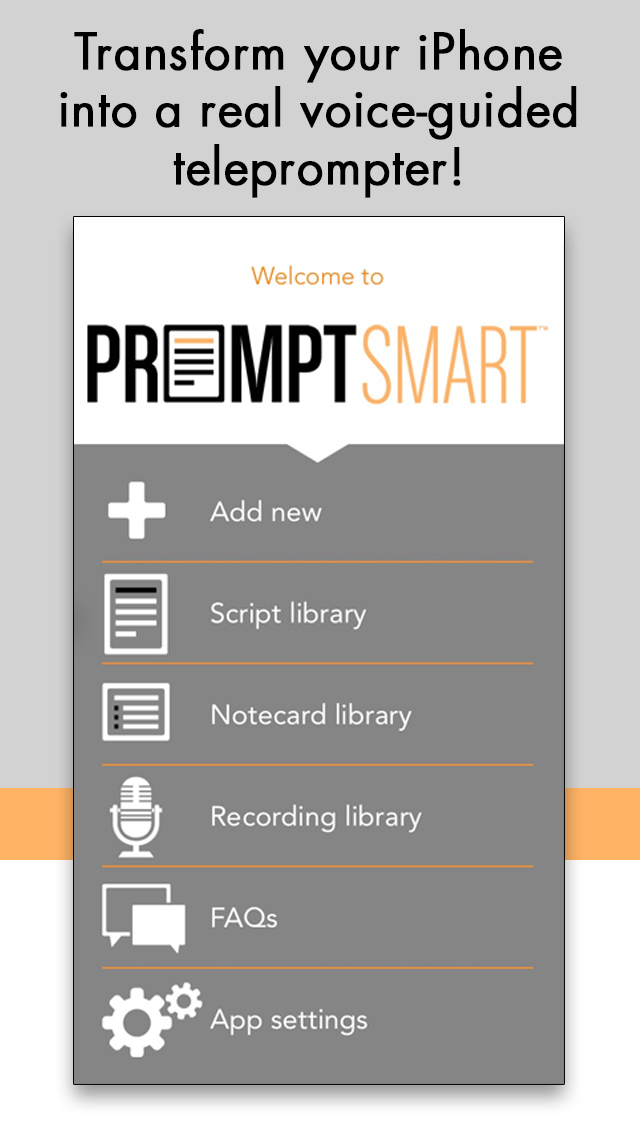 Transform your iPhone
into a real voice-guided
teleprompter!
Welcome to
PROMPTSMART™
Add new
Script library
Notecard library
Recording library
FAQs
App settings